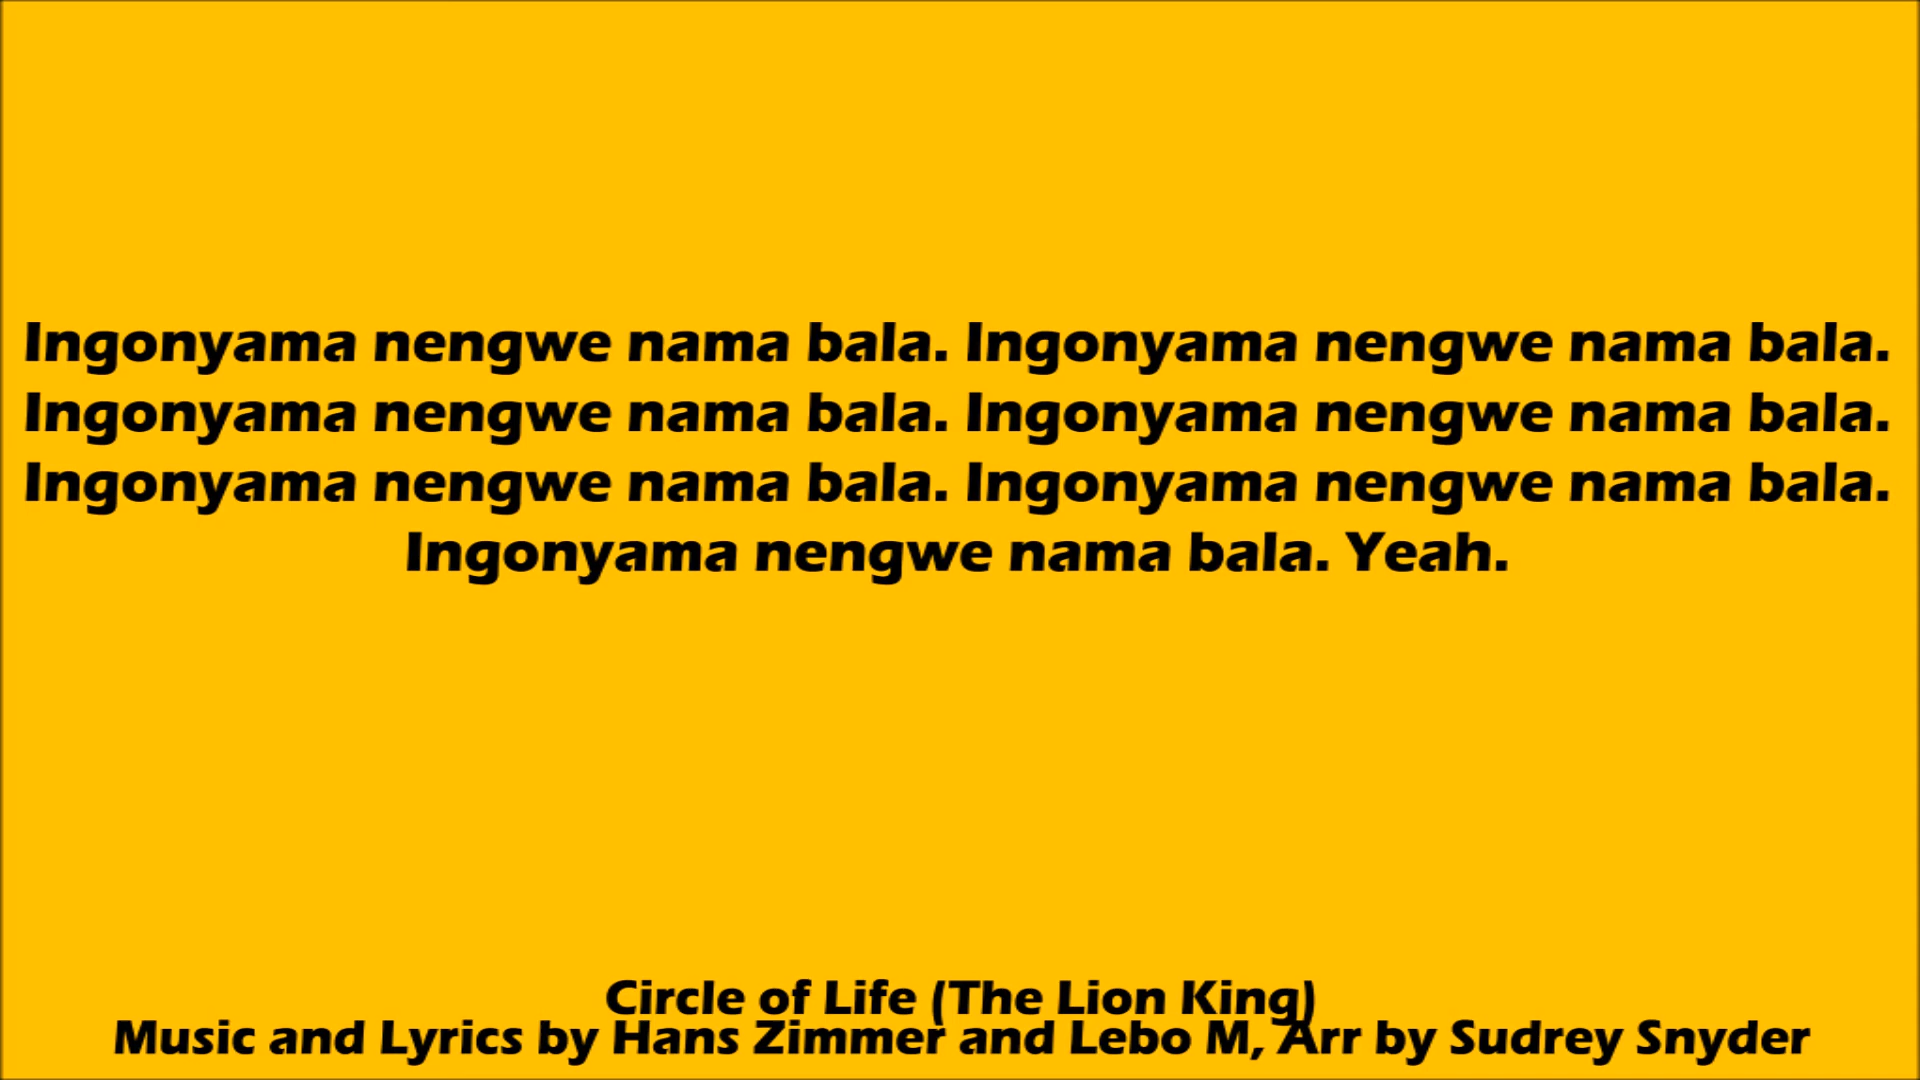 Ingonyama nengwe nama bala. Ingonyama nengwe nama bala.
Ingonyama nengwe nama bala. Ingonyama nengwe nama bala.
Ingonyama nengwe nama bala. Ingonyama nengwe nama bala.
Ingonyama nengwe nama bala. Yeah.
Circle of Life (The Lion King)
Music and Lyrics by Hans Zimmer and Lebo M, Arr by Sudrey Snyder